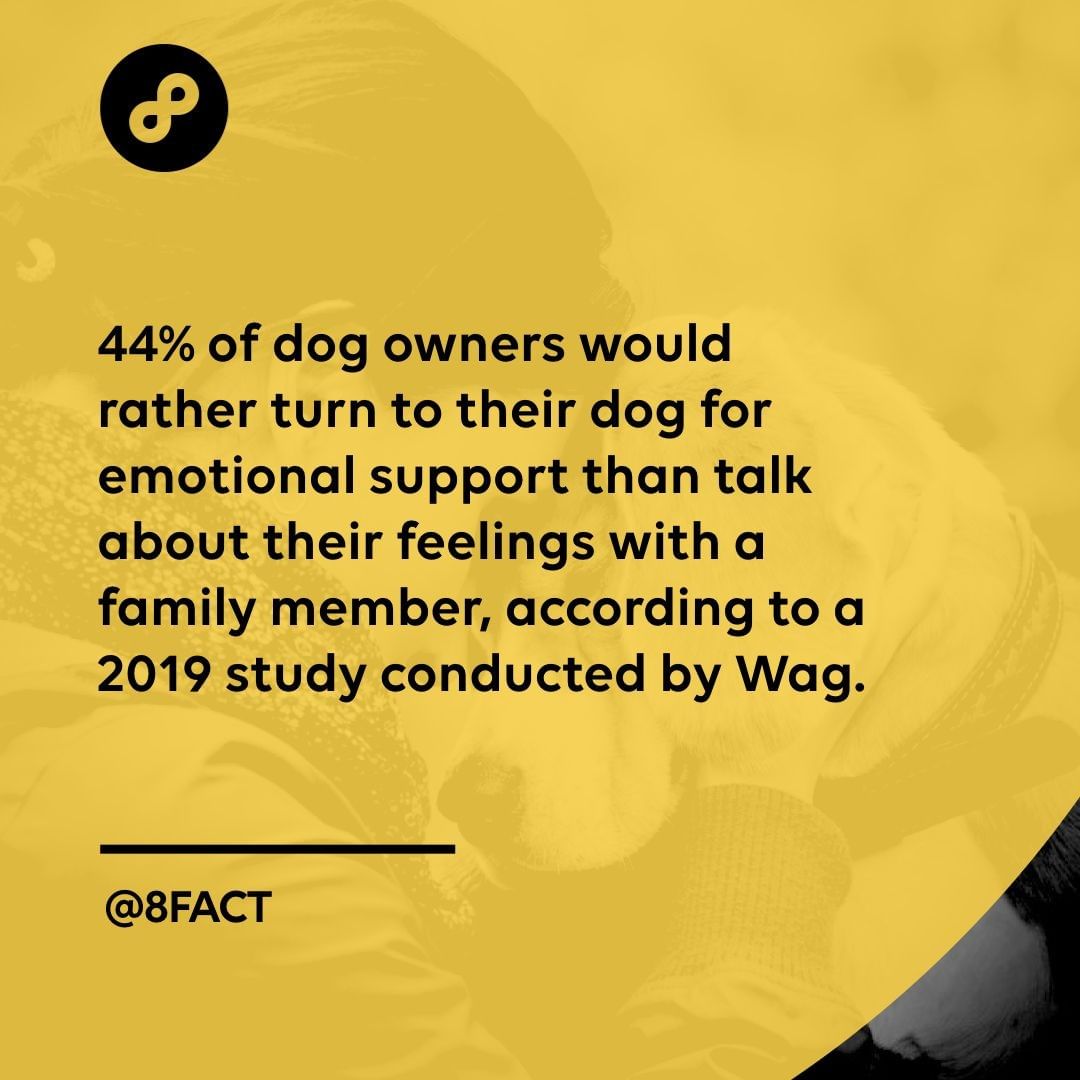 44% of dog owners would
rather turn to their dog for
emotional support than talk
about their feelings with a
family member, according to a
2019 study conducted by Wag.
@8FACT